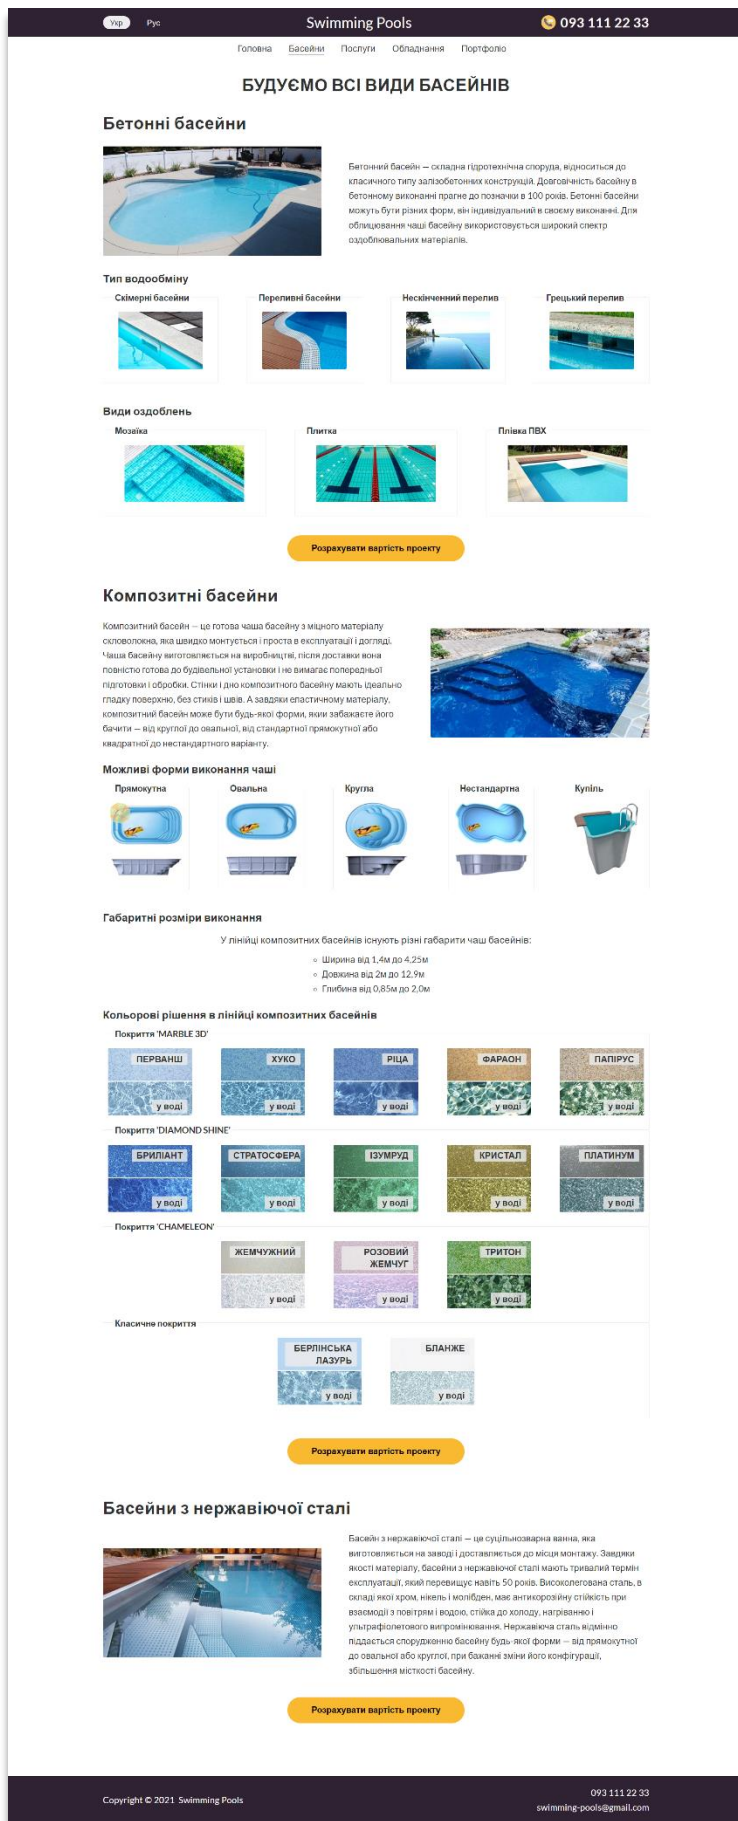 Укр Рус Swimming Pools 093 111 22 33
Головна Басейни Послуги Обладнання Портфоліо
БУДУЄМО ВСІ ВИДИ БАСЕЙНІВ
Бетонні басейни
Бетонний басейн — складна гідротехнічна споруда, відноситься до
класичного типу залізобетонних конструкцій. Довговічність басейну в
бетонному виконанні прагне до позначки в 100 років. Бетонні басейни
можуть бути різних форм, він індивідуальний в своєму виконанні. Для
облицювання чаші басейну використовується широкий спектр
оздоблювальних матеріалів.
Тип водообміну
Скімерні басейни Переливні басейни Нескінченний перелив Грецький перелив
Види оздоблень
Мозаїка Плитка Плівка ПВХ
Розрахувати вартість проекту
Композитні басейни
Композитний басейн — це готова чаша басейну з міцного матеріалу
скловолокна, яка швидко монтується і проста в експлуатації і догляді.
Чаша басейну виготовляється на виробництві, після доставки вона
повністю готова до будівельної установки і не вимагає попередньої
підготовки і обробки. Стінки і дно композитного басейну мають ідеально
гладку поверхню, без стиків і швів. А завдяки еластичному матеріалу,
композитний басейн може бути будь-якої форми, яким забажаєте його
бачити — від круглої до овальної, від стандартної прямокутної або
квадратної до нестандартного варіанту.
Можливі форми виконання чаші
Прямокутна Овальна Кругла Нестандартна Купіль
Габаритні розміри виконання
У лінійці композитних басейнів існують різні габарити чаш басейнів:
Ширина від 1,4м до 4,25м
Довжина від 2м до 12,9м
Глибина від 0,85м до 2,0м
Кольорові рішення в лінійці композитних басейнів
Покриття 'MARBLE 3D'
ПЕРВАНШ ХУКО РІЦА ФАРАОН ПАПІРУС
у воді у воді у воді у воді у воді
Покриття 'DIAMOND SHINE'
БРИЛІАНТ СТРАТОСФЕРА ІЗУМРУД КРИСТАЛ ПЛАТИНУМ
у воді у воді у воді у воді у воді
Покриття 'CHAMELEON'
ЖЕМЧУЖНИЙ РОЗОВИЙ ЖЕМЧУГ ТРИТОН
у воді у воді у воді
Класичне покриття
БЕРЛІНСЬКА ЛАЗУРЬ БЛАНЖЕ
у воді у воді
Розрахувати вартість проекту
Басейни з нержавіючої сталі
Басейн з нержавіючої сталі — це суцільнозварна ванна, яка
виготовляється на заводі і доставляється до місця монтажу. Завдяки
якості матеріалу, басейни з нержавіючої сталі мають тривалий термін
експлуатації, який перевищує навіть 50 років. Високолегована сталь, в
складі якої хром, нікель і молібден, має антикорозійну стійкість при
взаємодії з повітрям і водою, стійка до холоду, нагріванню і
ультрафіолетового випромінювання. Нержавіюча сталь відмінно
піддається спорудженню басейну будь-якої форми — від прямокутної
до овальної або круглої, при бажанні зміни його конфігурації,
збільшення місткості басейну.
Розрахувати вартість проекту
Copyright © 2021 Swimming Pools
093 111 22 33
swimming-pools@gmail.com